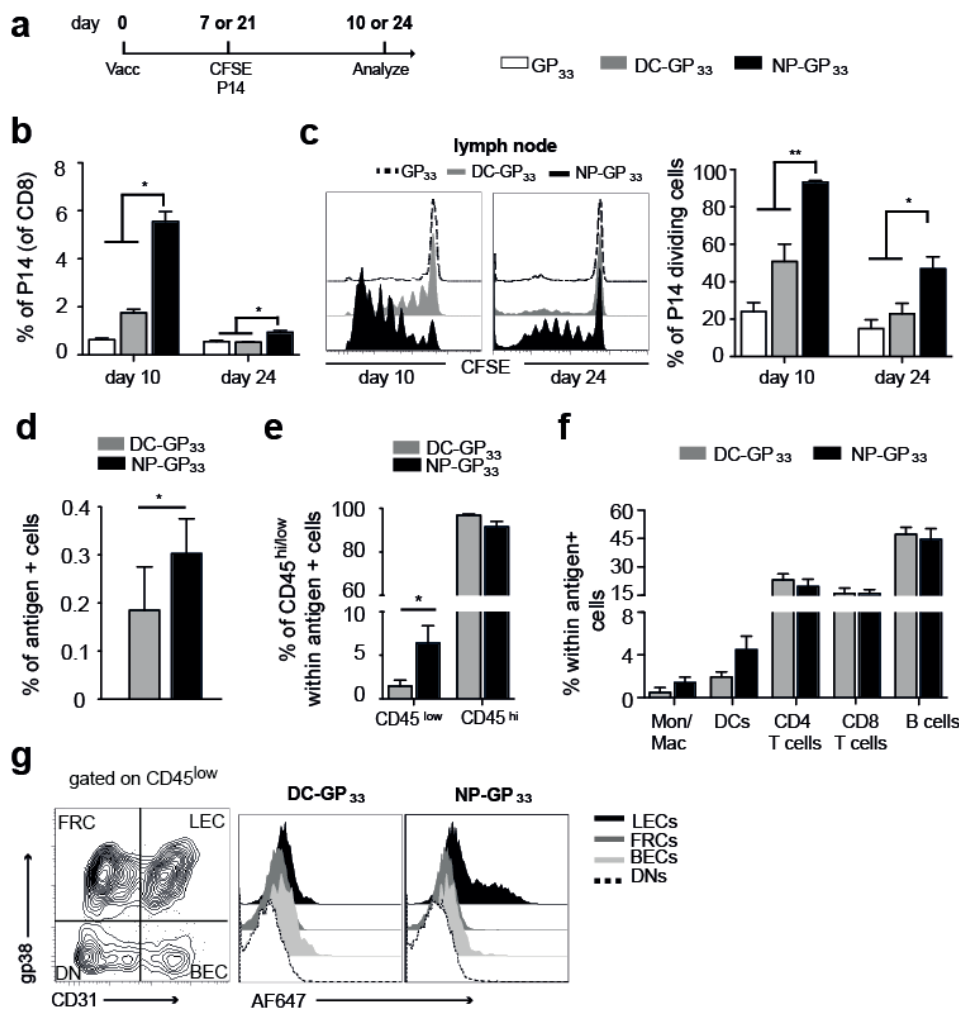 a
day 0 7 or 21 10 or 24
Vacc CFSE Analyze
P14
GP33 DC-GP33 NP-GP33
b
% of P14 (of CD8)
8
6
4
2
0
*
*
day 10 day 24
c
lymph node
GP33 DC-GP33 NP-GP33
day 10 CFSE day 24
% of P14 dividing cells
100
80
60
40
20
0
**
*
day 10 day 24
d
DC-GP33
NP-GP33
% of antigen + cells
0.4
0.3
0.2
0.1
0
*
e
DC-GP33
NP-GP33
% of CD45hi/low
within antigen + cells
100
80
60
10
5
0
*
CD45 low CD45 hi
f
DC-GP33 NP-GP33
% within antigen+
cells
60
45
30
15
8
4
0
Mon/ DCs CD4 CD8 B cells
Mac T cells T cells
g
gated on CD45low
FRC LEC
DN BEC
gp38
CD31
DC-GP33 NP-GP33
AF647
LECs
FRCs
BECs
DNs